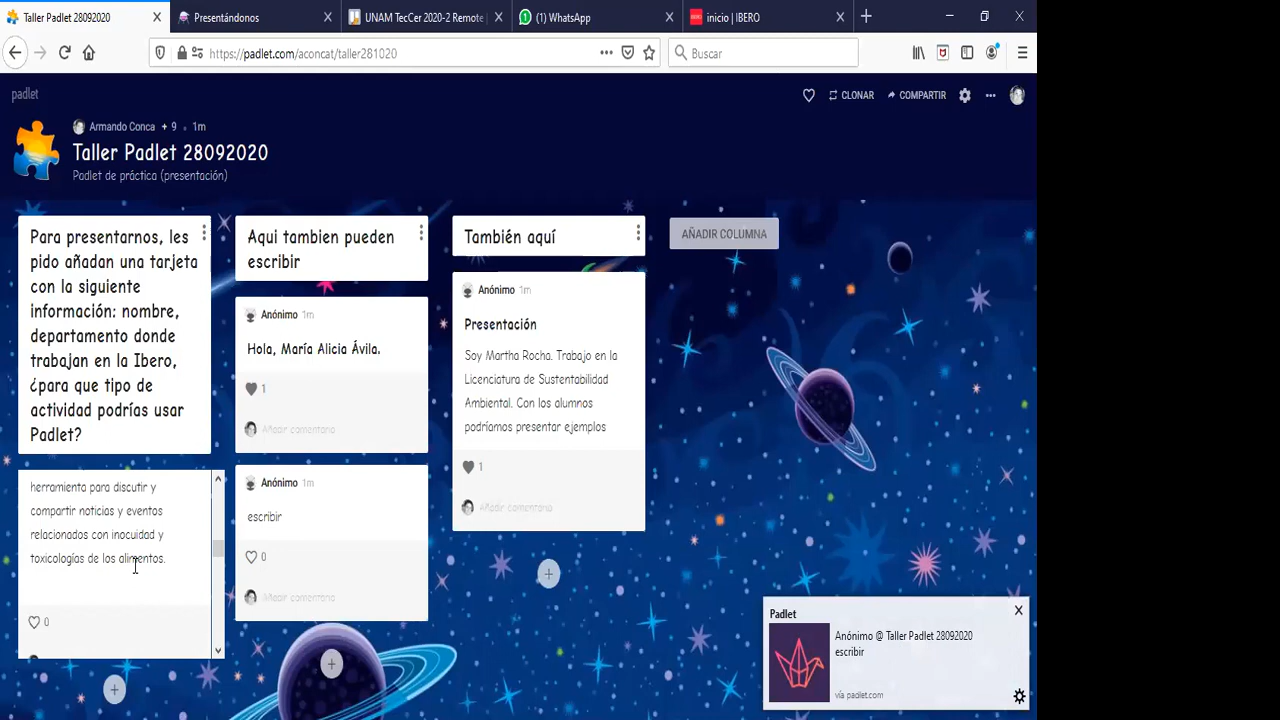 Taller Padlet 28092020
Presentándonos
UNAM TecCer 2020-2 Remote
(1) WhatsApp
inicio | IBERO
https://padlet.com/aconcat/taller281020
Buscar
padlet
CLONAR
COMPARTIR
Armando Conca + 9 1m
Taller Padlet 28092020
Padlet de práctica (presentación)
Para presentarnos, les
pido añadan una tarjeta
con la siguiente
información: nombre,
departamento donde
trabajan en la Ibero,
¿para que tipo de
actividad podrías usar
Padlet?
herramienta para discutir y
compartir noticias y eventos
relacionados con inocuidad y
toxicologías de los alimentos.
0
Aqui tambien pueden
escribir
Anónimo 1m
Hola, María Alicia Ávila.
1
Añadir comentario
Anónimo 1m
escribir
0
Añadir comentario
También aquí
Anónimo 1m
Presentación
Soy Martha Rocha. Trabajo en la
Licenciatura de Sustentabilidad
Ambiental. Con los alumnos
podríamos presentar ejemplos
1
Añadir comentario
AÑADIR COLUMNA
Padlet
Anónimo @ Taller Padlet 28092020
escribir
vía padlet.com